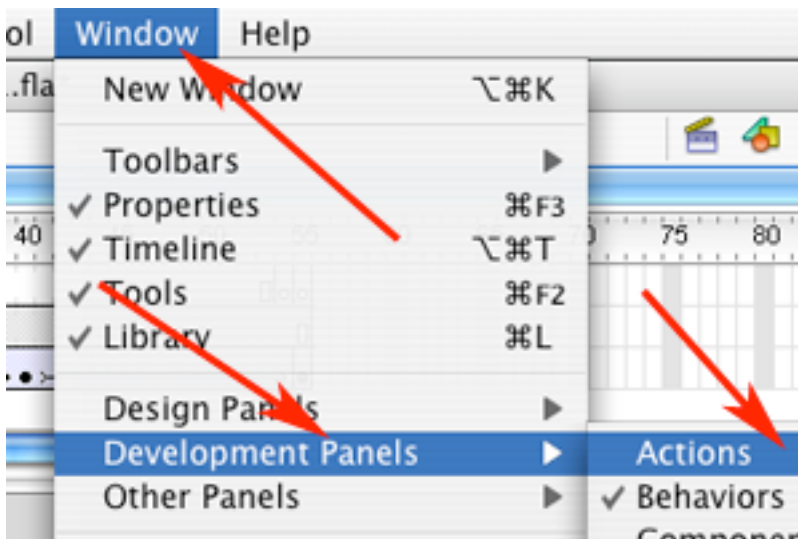 ol Window Help
..fla
New Window ⌥⌘K
Toolbars
✓ Properties ⌘F3
40 75 80
✓ Timeline ⌥⌘T
✓ Tools ⌘F2
✓ Library ⌘L
Design Panels
Development Panels
Actions
Other Panels
✓ Behaviors